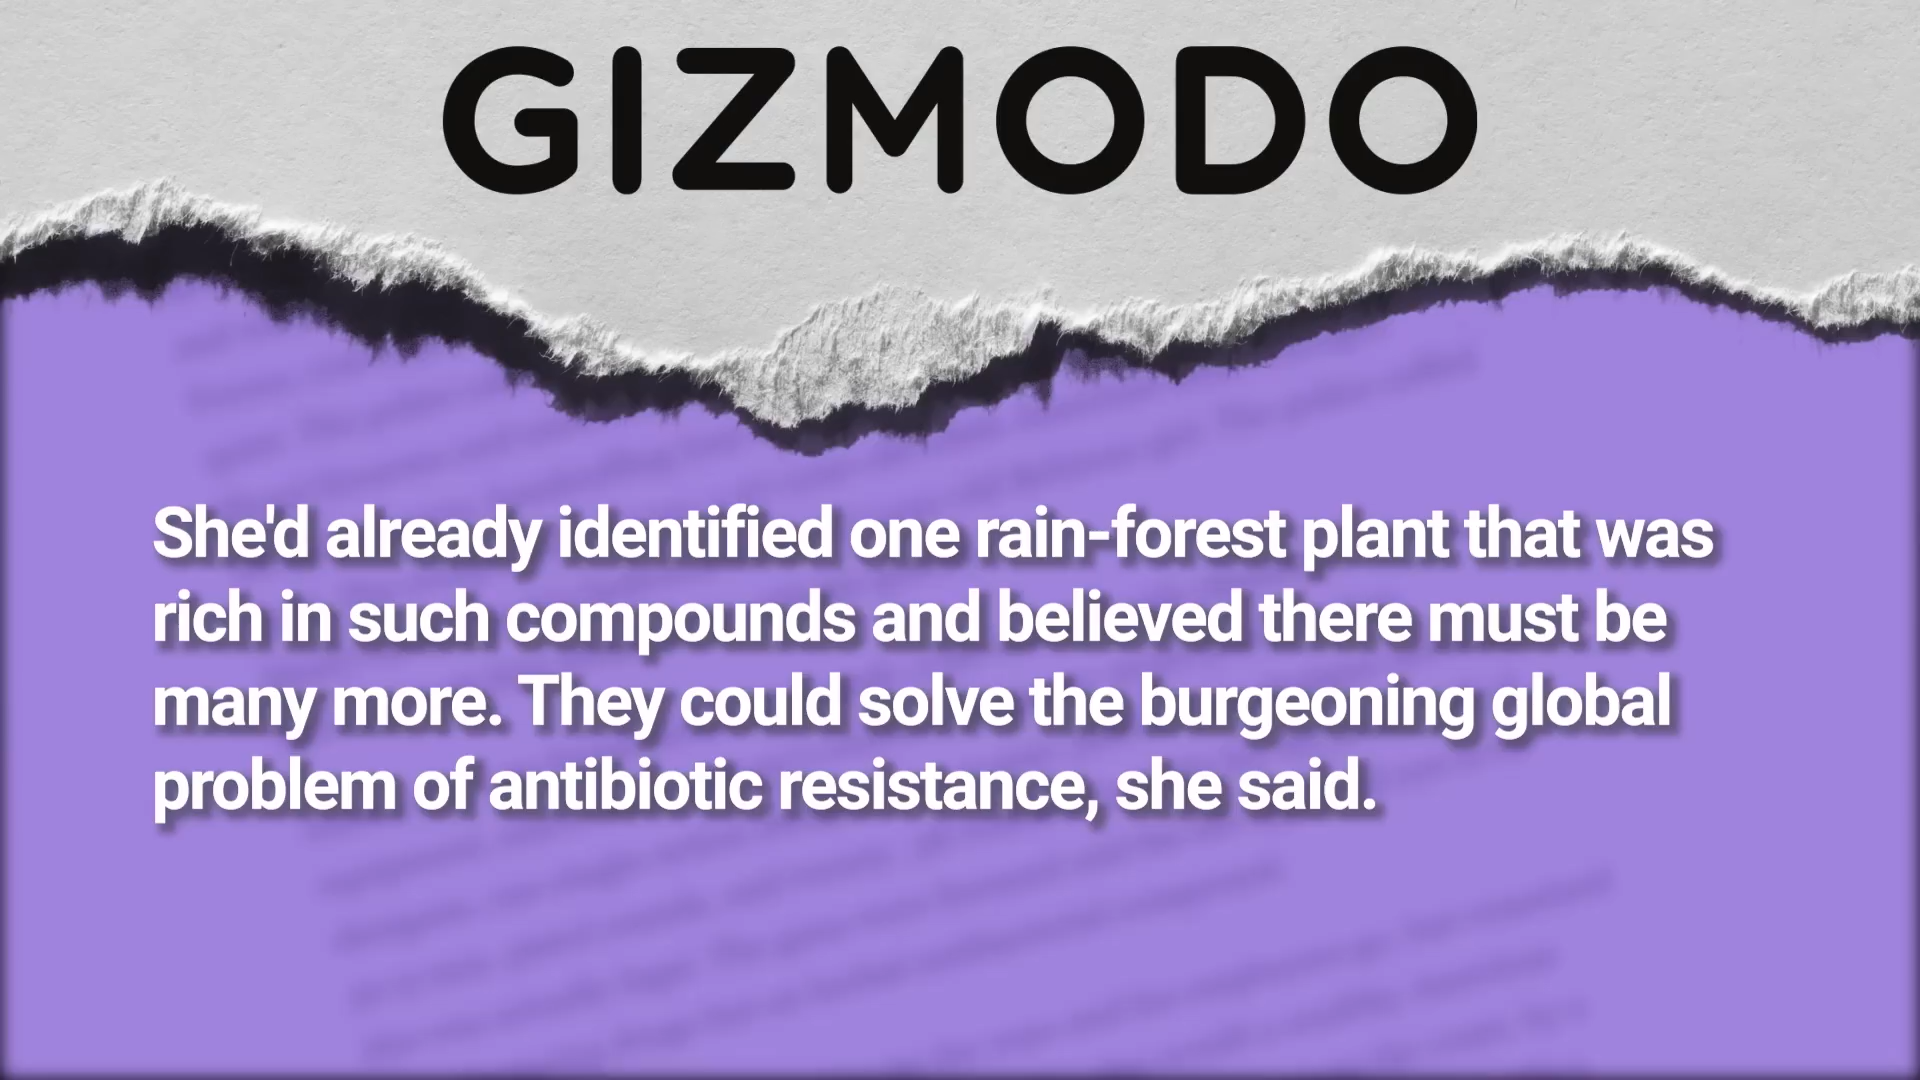 GIZMODO
She'd already identified one rain-forest plant that was
rich in such compounds and believed there must be
many more. They could solve the burgeoning global
problem of antibiotic resistance, she said.